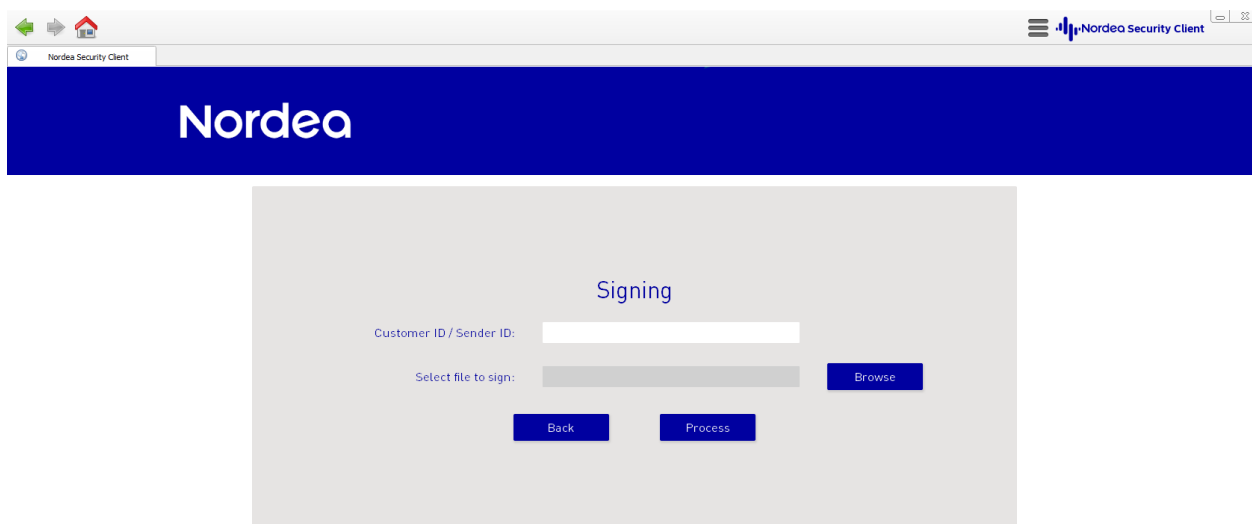 Nordea Security Client
Nordea Security Client
Nordea
Signing
Customer ID / Sender ID:
Select file to sign:
Browse
Back
Process